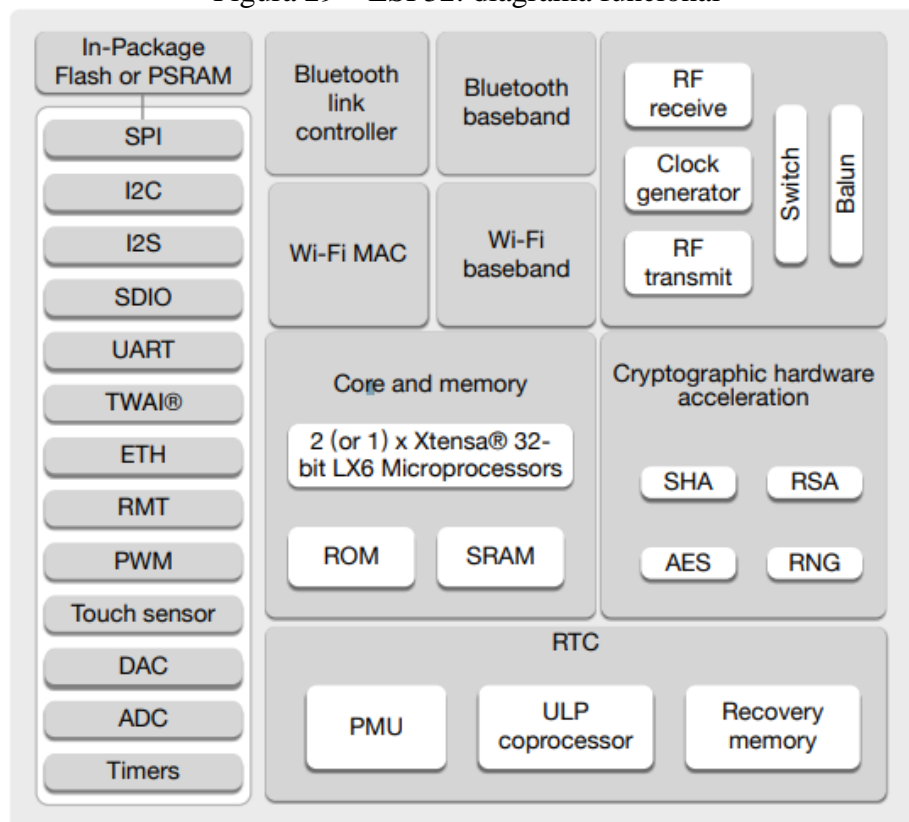 Figura 29 – ESP32: diagrama funcional
In-Package
Flash or PSRAM
SPI
I2C
I2S
SDIO
UART
TWAI®
ETH
RMT
PWM
Touch sensor
DAC
ADC
Timers
Bluetooth
link
controller
Bluetooth
baseband
Wi-Fi MAC
Wi-Fi
baseband
RF
receive
Clock
generator
RF
transmit
Switch
Balun
Core and memory
2 (or 1) x Xtensa® 32-
bit LX6 Microprocessors
ROM
SRAM
Cryptographic hardware
acceleration
SHA
RSA
AES
RNG
RTC
PMU
ULP
coprocessor
Recovery
memory